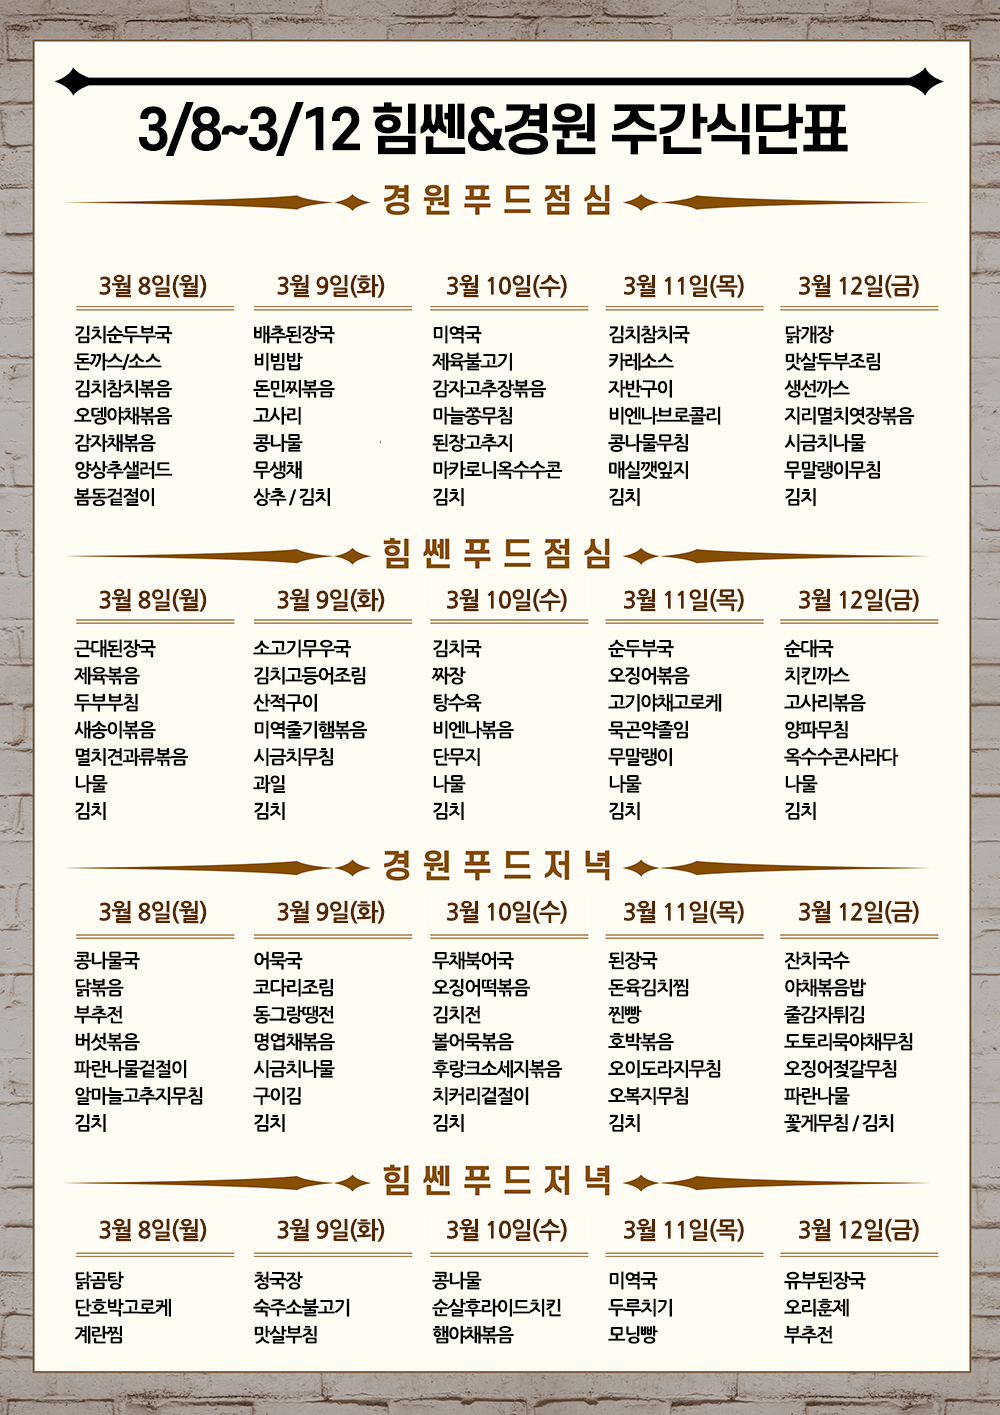 3/8~3/12 힘쎈&경원 주간식단표
경원푸드점심
3월 8일(월) 3월 9일(화) 3월 10일(수) 3월 11일(목) 3월 12일(금)
김치순두부국 배추된장국 미역국 김치참치국 닭개장
돈까스/소스 비빔밥 제육불고기 카레소스 맛살두부조림
김치참치볶음 돈민찌볶음 감자고추장볶음 자반구이 생선까스
오뎅야채볶음 고사리 마늘쫑무침 비엔나브로콜리 지리멸치엿장볶음
감자채볶음 콩나물 된장고추지 콩나물무침 시금치나물
양상추샐러드 무생채 마카로니옥수수콘 매실깻잎지 무말랭이무침
봄동겉절이 상추 / 김치 김치 김치 김치
힘쎈푸드점심
3월 8일(월) 3월 9일(화) 3월 10일(수) 3월 11일(목) 3월 12일(금)
근대된장국 소고기무우국 김치국 순두부국 순대국
제육볶음 김치고등어조림 짜장 오징어볶음 치킨까스
두부부침 산적구이 탕수육 고기야채고로케 고사리볶음
새송이볶음 미역줄기햄볶음 비엔나볶음 묵곤약졸임 양파무침
멸치견과류볶음 시금치무침 단무지 무말랭이 옥수수콘사라다
나물 과일 나물 나물 나물
김치 김치 김치 김치 김치
경원푸드저녁
3월 8일(월) 3월 9일(화) 3월 10일(수) 3월 11일(목) 3월 12일(금)
콩나물국 어묵국 무채북어국 된장국 잔치국수
닭볶음 코다리조림 오징어떡볶음 돈육김치찜 야채볶음밥
부추전 동그랑땡전 김치전 찐빵 줄감자튀김
버섯볶음 명엽채볶음 볼어묵볶음 호박볶음 도토리묵야채무침
파란나물겉절이 시금치나물 후랑크소세지볶음 오이도라지무침 오징어젗갈무침
알마늘고추지무침 구이김 치커리겉절이 오복지무침 파란나물
김치 김치 김치 김치 꽃게무침 / 김치
힘쎈푸드저녁
3월 8일(월) 3월 9일(화) 3월 10일(수) 3월 11일(목) 3월 12일(금)
닭곰탕 청국장 콩나물 미역국 유부된장국
단호박고로케 숙주소불고기 순살후라이드치킨 두루치기 오리훈제
계란찜 맛살부침 햄야채볶음 모닝빵 부추전